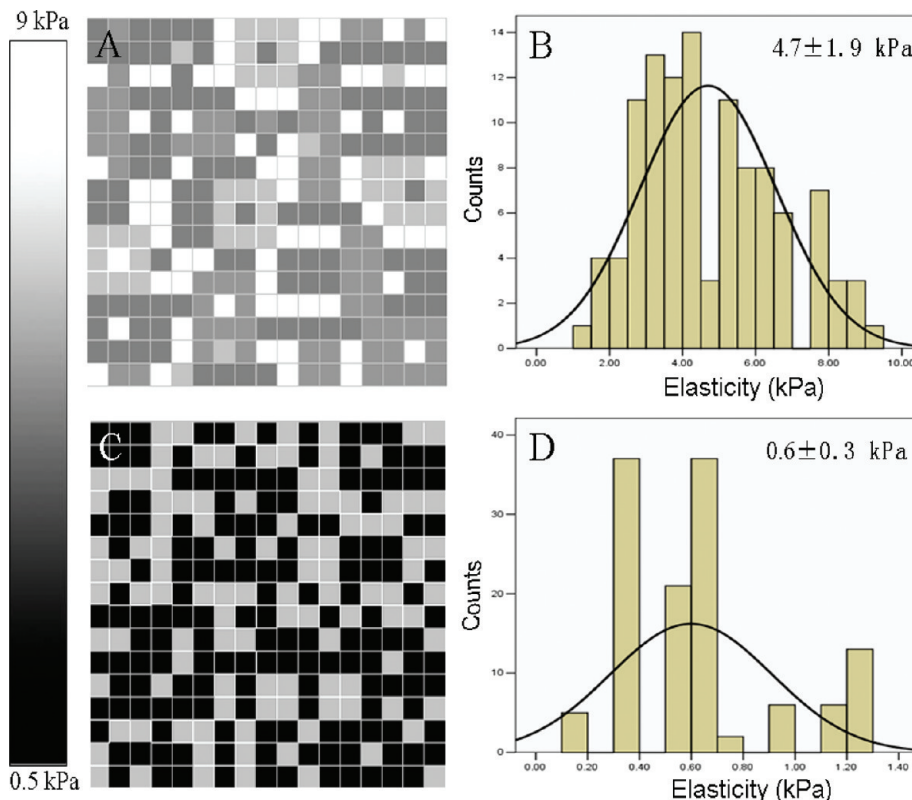 9 kPa
0.5 kPa
A
B
4.7±1.9 kPa
14
12
10
8
6
4
2
0
Counts
0.00 2.00 4.00 6.00 8.00 10.00
Elasticity (kPa)
C
D
0.6±0.3 kPa
40
30
20
10
0
Counts
0.00 0.20 0.40 0.60 0.80 1.00 1.20 1.40
Elasticity (kPa)